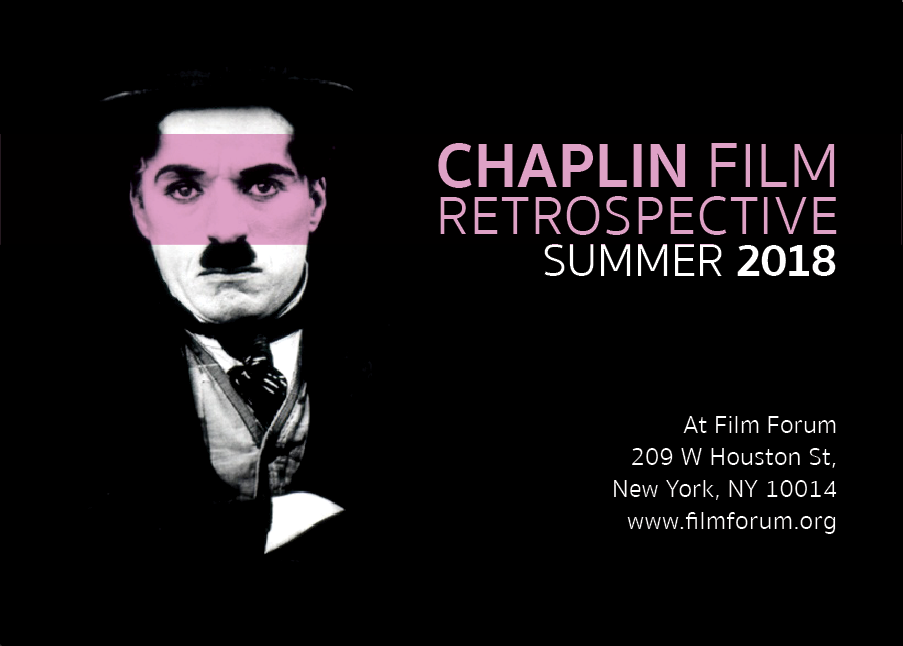 CHAPLIN FILM
RETROSPECTIVE
SUMMER 2018
At Film Forum
209 W Houston St,
New York, NY 10014
www.filmforum.org